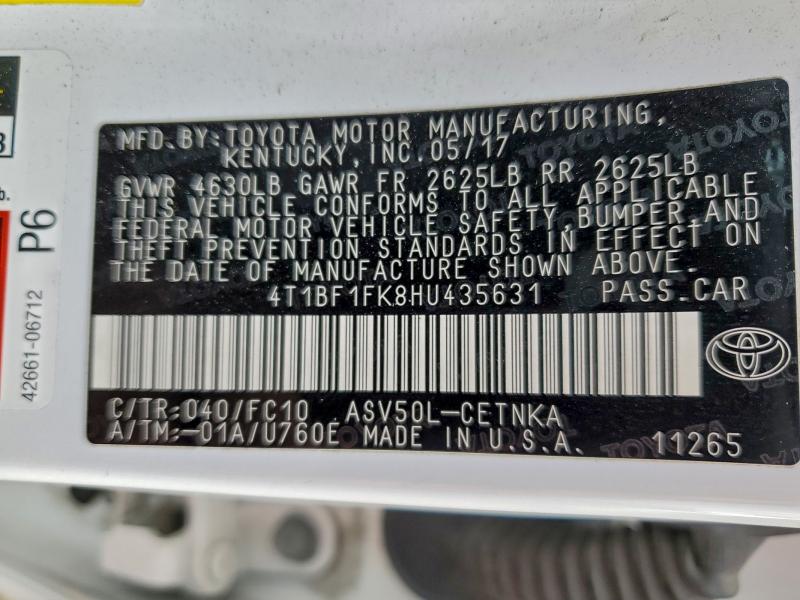 MFD. BY: TOYOTA MOTOR MANUFACTURING,
KENTUCKY, INC. 05/17
GVWR 4630LB GAWR FR 2625LB RR 2625LB
THIS VEHICLE CONFORMS TO ALL APPLICABLE
FEDERAL MOTOR VEHICLE SAFETY, BUMPER, AND
THEFT PREVENTION STANDARDS IN EFFECT ON
THE DATE OF MANUFACTURE SHOWN ABOVE.
4T1BF1FK8HU435631 PASS. CAR
C/TR: 040/FC10 ASV50L-CETNKA
A/TM: -01A/U760E MADE IN U.S.A. 11265
P6
42661-06712